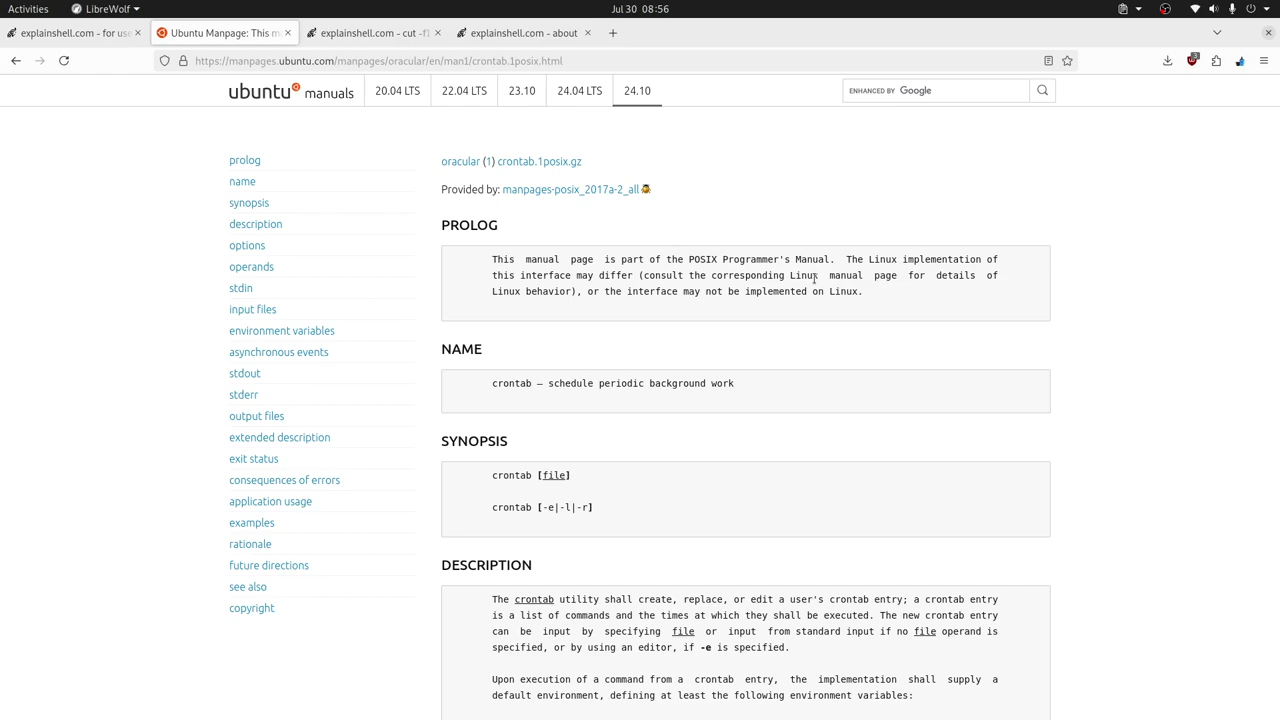 Activities
LibreWolf
Jul 30 08:56
explainshell.com - for use
Ubuntu Manpage: This m
explainshell.com - cut -f1
explainshell.com - about
https://manpages.ubuntu.com/manpages/oracular/en/man1/crontab.1posix.html
3
ubuntu manuals
20.04 LTS
22.04 LTS
23.10
24.04 LTS
24.10
ENHANCED BY Google
prolog
name
synopsis
description
options
operands
stdin
input files
environment variables
asynchronous events
stdout
stderr
output files
extended description
exit status
consequences of errors
application usage
examples
rationale
future directions
see also
copyright
oracular (1) crontab.1posix.gz
Provided by: manpages-posix_2017a-2_all
PROLOG
This manual page is part of the POSIX Programmer's Manual. The Linux implementation of
this interface may differ (consult the corresponding Linux manual page for details of
Linux behavior), or the interface may not be implemented on Linux.
NAME
crontab — schedule periodic background work
SYNOPSIS
crontab [file]
crontab [-e|-l|-r]
DESCRIPTION
The crontab utility shall create, replace, or edit a user's crontab entry; a crontab entry
is a list of commands and the times at which they shall be executed. The new crontab entry
can be input by specifying file or input from standard input if no file operand is
specified, or by using an editor, if -e is specified.
Upon execution of a command from a crontab entry, the implementation shall supply a
default environment, defining at least the following environment variables: